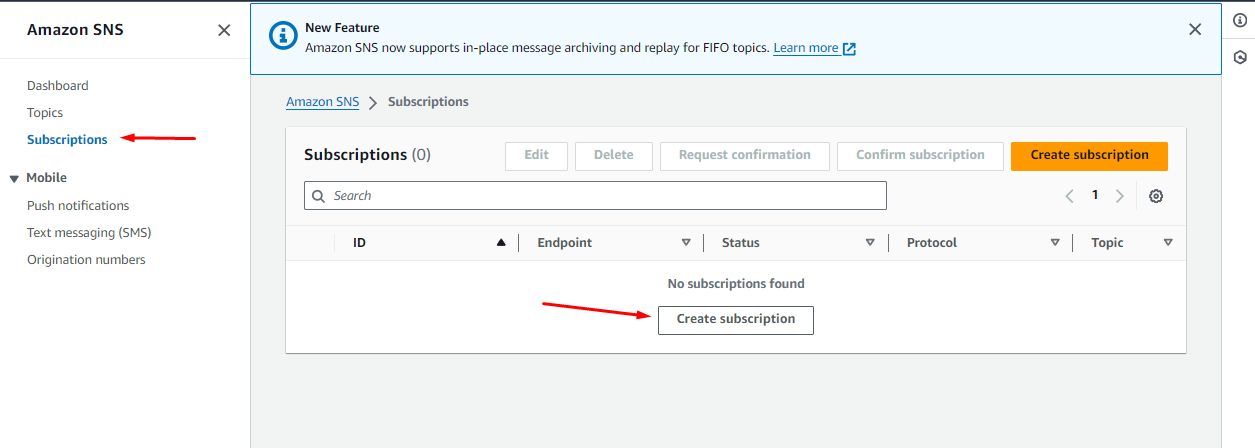 Amazon SNS
Dashboard
Topics
Subscriptions
Mobile
Push notifications
Text messaging (SMS)
Origination numbers
New Feature
Amazon SNS now supports in-place message archiving and replay for FIFO topics. Learn more
Amazon SNS Subscriptions
Subscriptions (0) Edit Delete Request confirmation Confirm subscription Create subscription
Search 1
ID Endpoint Status Protocol Topic
No subscriptions found
Create subscription